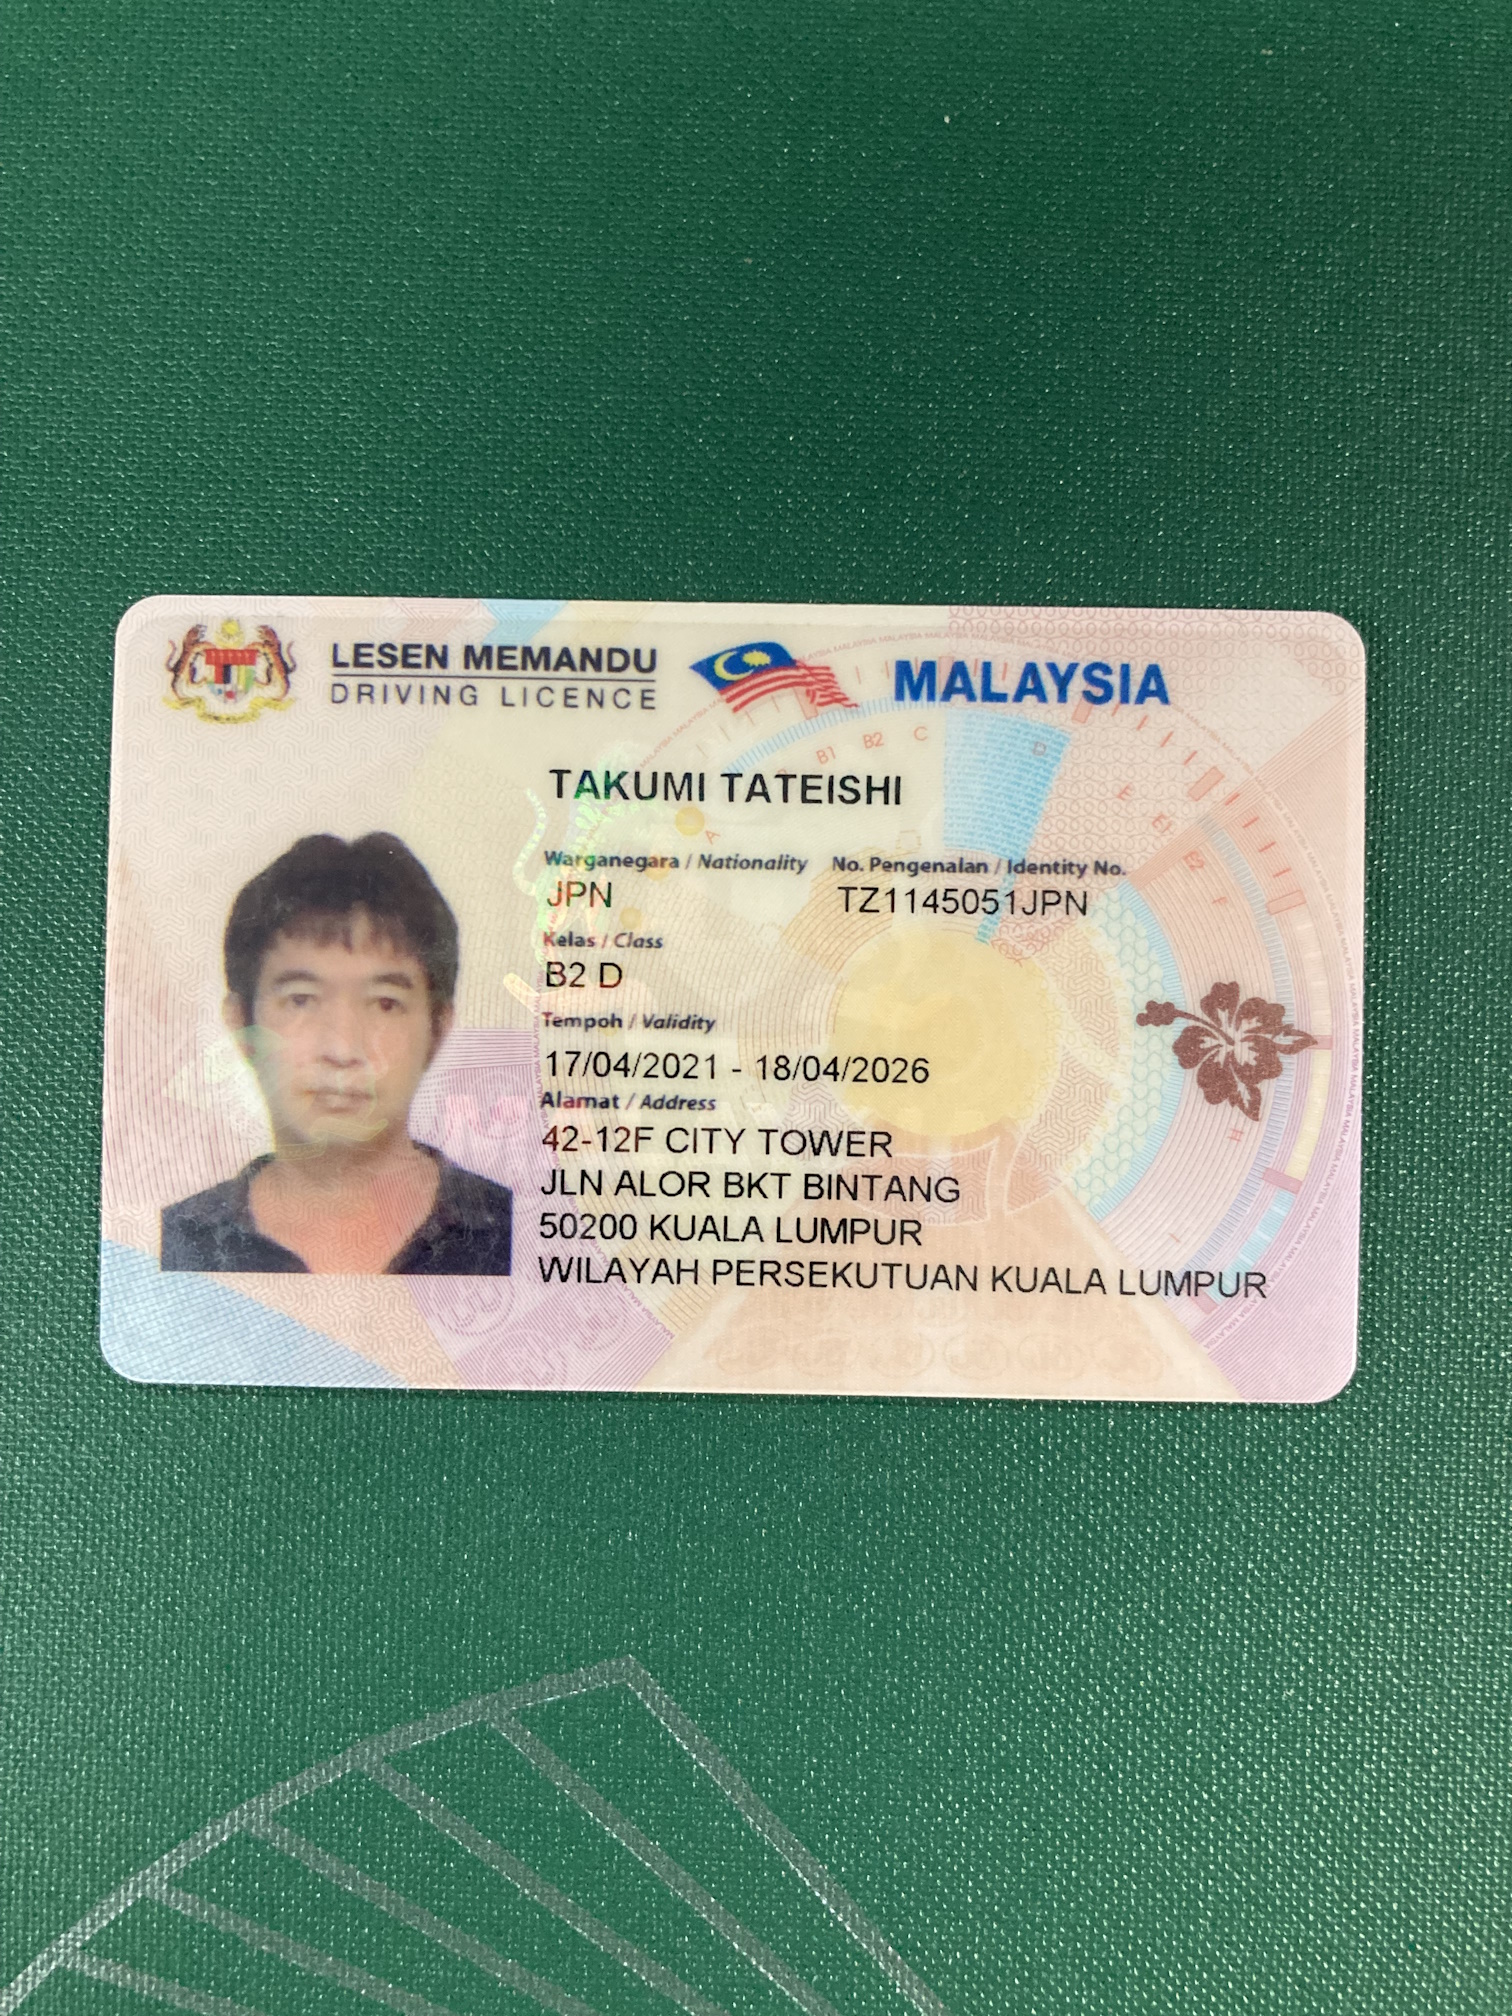 LESEN MEMANDU
DRIVING LICENCE
MALAYSIA
TAKUMI TATEISHI
Warganegara / Nationality No. Pengenalan / Identity No.
JPN TZ1145051JPN
Kelas / Class
B2 D
Tempoh / Validity
17/04/2021 - 18/04/2026
Alamat / Address
42-12F CITY TOWER
JLN ALOR BKT BINTANG
50200 KUALA LUMPUR
WILAYAH PERSEKUTUAN KUALA LUMPUR
A
B1
B2
C
D
E
E1
E2
F
H
I